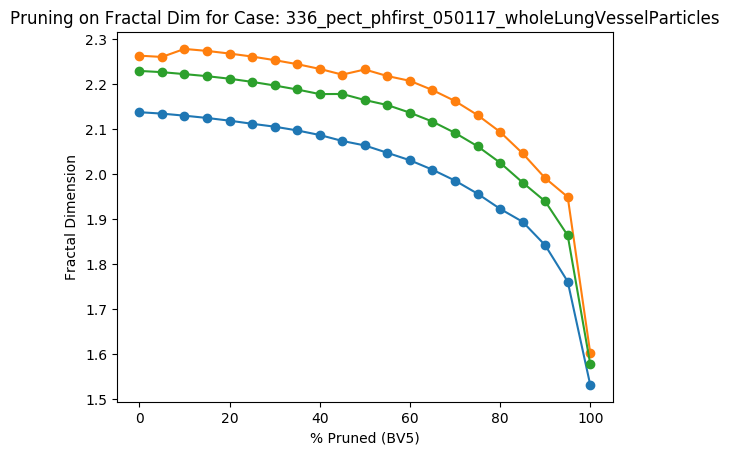 Pruning on Fractal Dim for Case: 336_pect_phfirst_050117_wholeLungVesselParticles
2.3
2.2
2.1
2.0
1.9
1.8
1.7
1.6
1.5
Fractal Dimension
0 20 40 60 80 100
% Pruned (BV5)